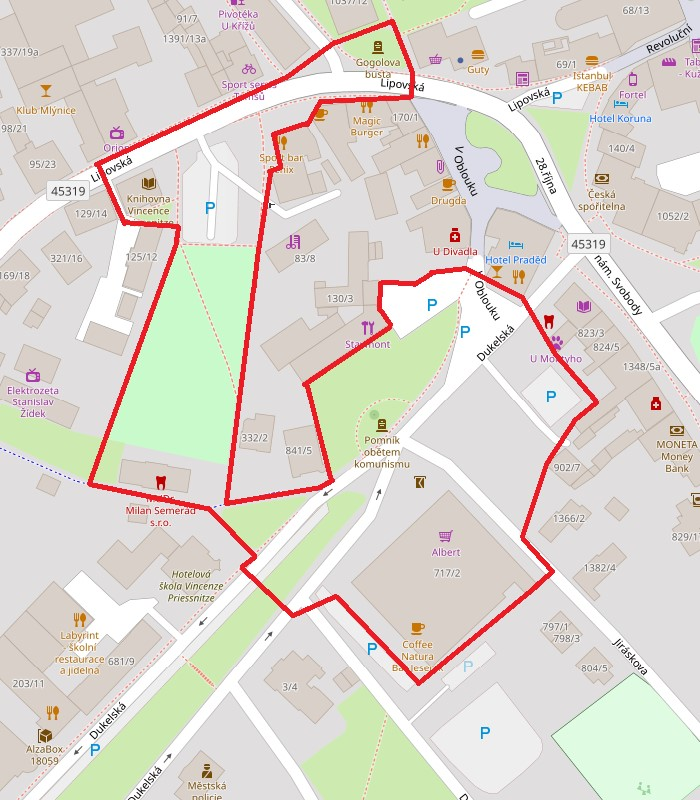 1037/12
68/13
91/7
Pivotéka
U Křížů
1391/13a
337/19a
Gogolova
busta
Revoluční
Guty
69/1
Istanbul
KEBAB
Sport servis
Lipovská
Fortel
Klub Mlýnice
Lipovská
Hotel Koruna
98/21
Magic
Burger
170/1
V Oblouku
28.října
140/4
95/23
Lipovská
Sport bar
45319
Knihovna
Vincence
129/14
Česká
spořitelna
Drugda
P
1052/2
U Divadla
45319
321/16
125/12
83/8
Hotel Praděd
nám. Svobody
169/18
130/3
P
V Oblouku
P
Dukelská
823/3
824/5
U Montyho
1348/5a
Elektrozeta
Stanislav
Židek
P
332/2
841/5
Pomník
obětem
komunismu
MONETA
Money
Bank
902/7
Milan Semerád
s.r.o.
1366/2
829/1
Albert
717/2
Hotelová
škola Vincenze
Priessnitze
1382/4
Labyrint
školní
restaurace
a jídelna
681/9
Coffee
Natura
P
P
797/1
798/3
Jiráskova
804/5
203/11
3/4
Dukelská
AlzaBox
18059
P
P
Městská
policie
Dukelská
D